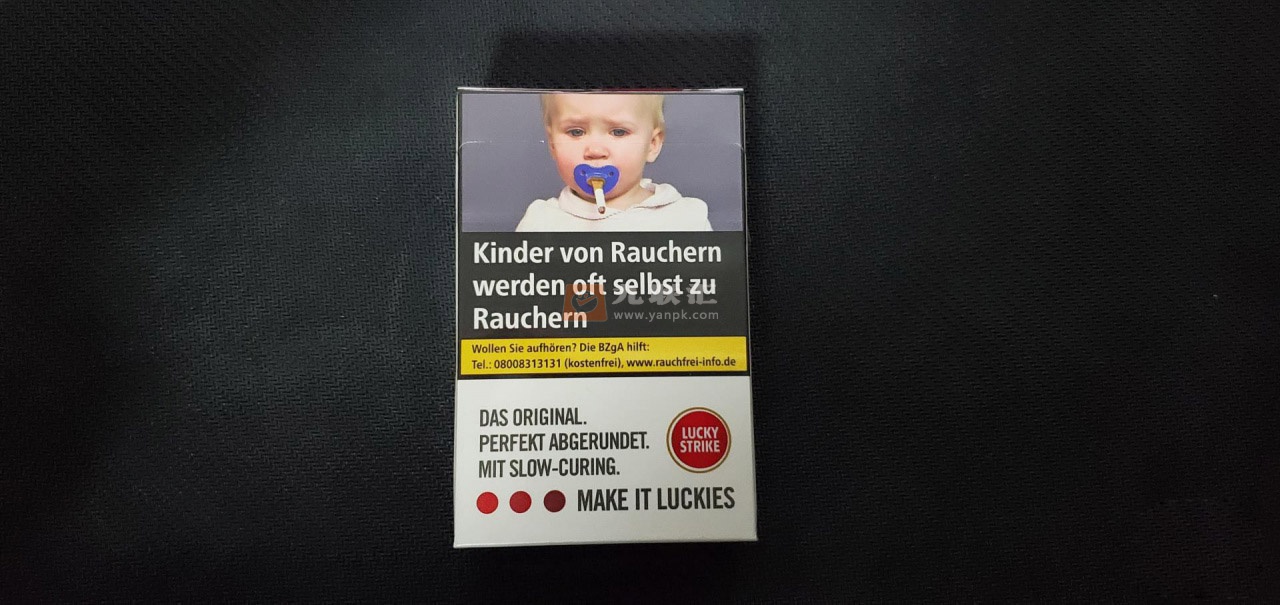 Kinder von Rauchern
werden oft selbst zu
Rauchern
www.yanpk.com
Wollen Sie aufhören? Die BZgA hilft:
Tel.: 08008313131 (kostenfrei), www.rauchfrei-info.de
DAS ORIGINAL.
PERFEKT ABGERUNDET.
MIT SLOW-CURING.
LUCKY
STRIKE
MAKE IT LUCKIES